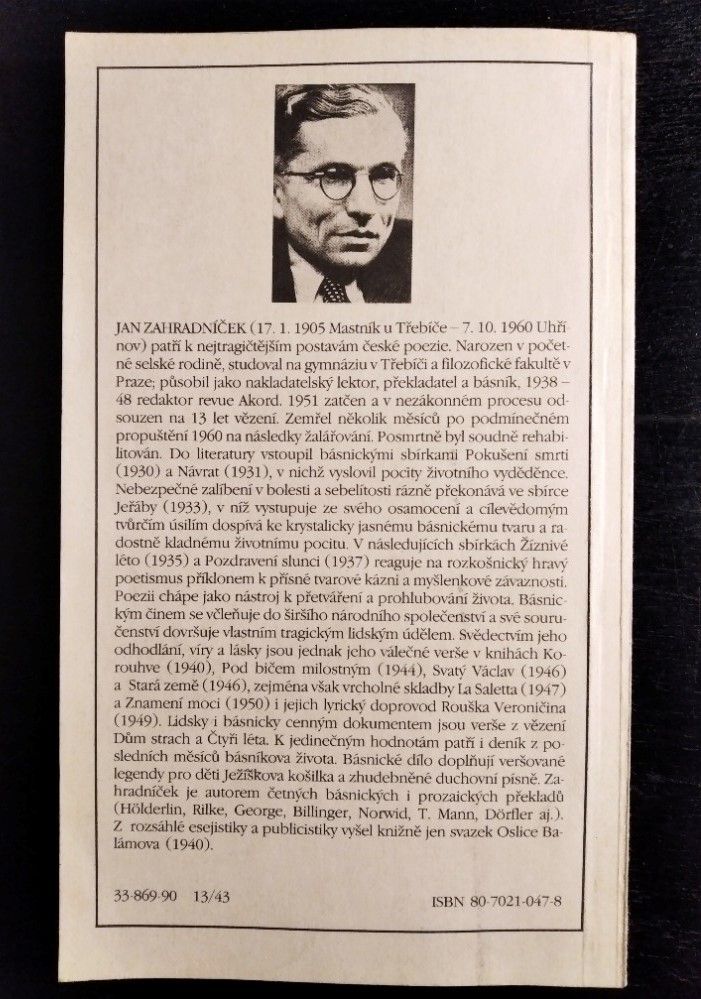 JAN ZAHRADNÍČEK (17. 1. 1905 Mastník u Třebíče – 7. 10. 1960 Uhří-
nov) patří k nejtragičtějším postavám české poezie. Narozen v počet-
né selské rodině, studoval na gymnáziu v Třebíči a filozofické fakultě v
Praze; působil jako nakladatelský lektor, překladatel a básník, 1938 –
48 redaktor revue Akord. 1951 zatčen a v nezákonném procesu od-
souzen na 13 let vězení. Zemřel několik měsíců po podmínečném
propuštění 1960 na následky žalářování. Posmrtně byl soudně rehabi-
litován. Do literatury vstoupil básnickými sbírkami Pokušení smrti
(1930) a Návrat (1931), v nichž vyslovil pocity životního vyděděnce.
Nebezpečné zalíbení v bolesti a sebelítosti rázně překonává ve sbírce
Jeřáby (1933), v níž vystupuje ze svého osamocení a cílevědomým
tvůrčím úsilím dospívá ke krystalicky jasnému básnickému tvaru a ra-
dostně kladnému životnímu pocitu. V následujících sbírkách Žíznivé
léto (1935) a Pozdravení slunci (1937) reaguje na rozkošnický hravý
poetismus příklonem k přísné tvarové kázni a myšlenkové závaznosti.
Poezii chápe jako nástroj k přetváření a prohlubování života. Básnic-
kým činem se včleňuje do širšího národního společenství a své souru-
čenství dovršuje vlastním tragickým lidským údělem. Svědectvím jeho
odhodlání, víry a lásky jsou jednak jeho válečné verše v knihách Ko-
rouhve (1940), Pod bičem milostným (1944), Svatý Václav (1946)
a Stará země (1946), zejména však vrcholné skladby La Saletta (1947)
a Znamení moci (1950) i jejich lyrický doprovod Rouška Veroničina
(1949). Lidsky i básnicky cenným dokumentem jsou verše z vězení
Dům strach a Čtyři léta. K jedinečným hodnotám patří i deník z po-
sledních měsíců básníkova života. Básnické dílo doplňují veršované
legendy pro děti Ježíškova košilka a zhudebněné duchovní písně. Za-
hradníček je autorem četných básnických i prozaických překladů
(Hölderlin, Rilke, George, Billinger, Norwid, T. Mann, Dörfler aj.).
Z rozsáhlé esejistiky a publicistiky vyšel knižně jen svazek Oslice Ba-
lámova (1940).
33-869-90 13/43
ISBN 80-7021-047-8